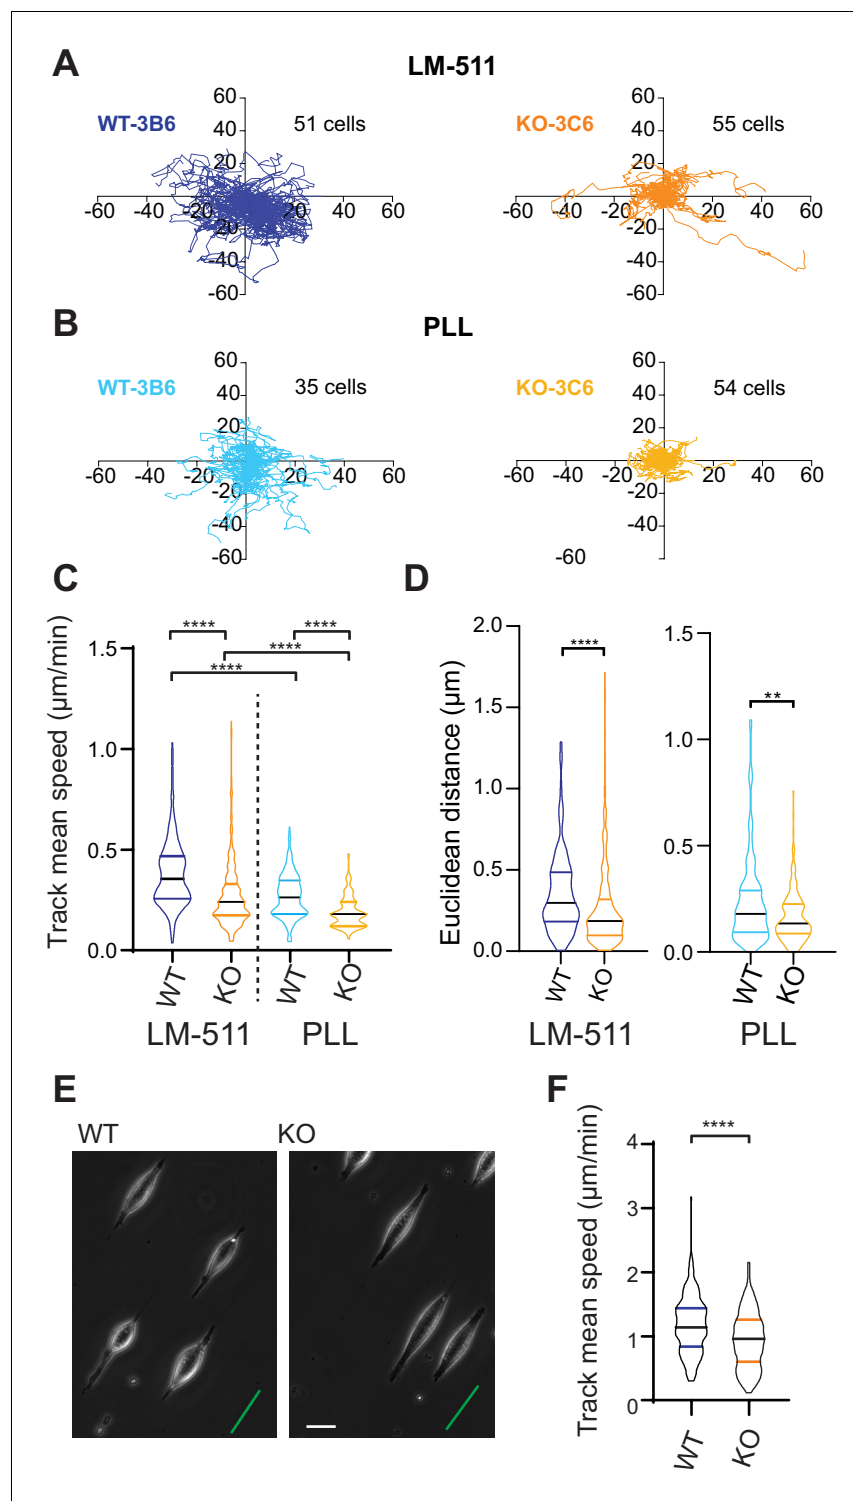 A
LM-511
WT-3B6
51 cells
60
40
20
-60 -40 -20 20 40 60
-20
-40
-60
KO-3C6
55 cells
60
40
20
-60 -40 -20 20 40 60
-20
-40
-60
B
PLL
WT-3B6
35 cells
60
40
20
-60 -40 -20 20 40 60
-20
-40
-60
KO-3C6
54 cells
60
40
20
-60 -40 -20 20 40 60
-20
-40
-60
C
Track mean speed (µm/min)
1.5
1.0
0.5
0.0
**** ****
****
****
WT KO WT KO
LM-511 PLL
D
Euclidean distance (µm)
2.0
1.5
1.0
0.5
0.0
****
WT KO
LM-511
1.5
1.0
0.5
0.0
**
WT KO
PLL
E
WT KO
F
Track mean speed (µm/min)
4
3
2
1
0
****
WT KO